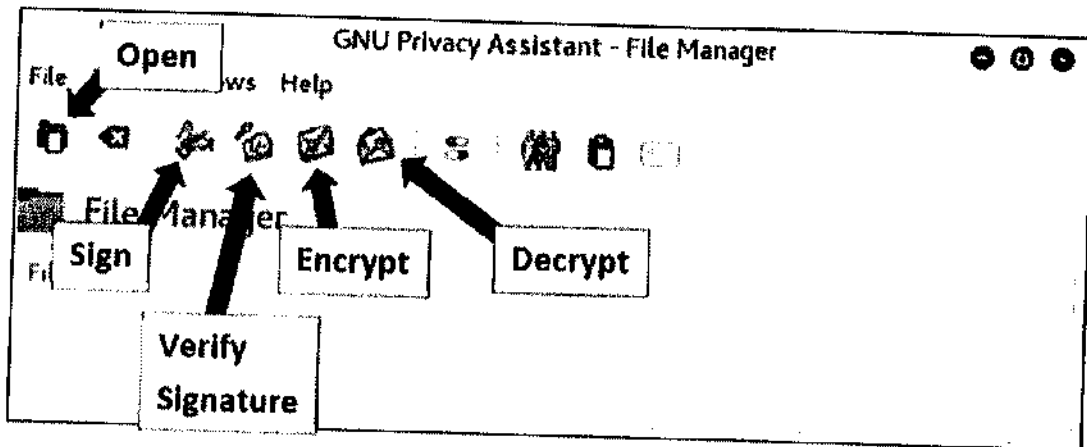 GNU Privacy Assistant - File Manager
Open
File
ws Help
File Manager
Sign
Encrypt
Decrypt
Verify
Signature